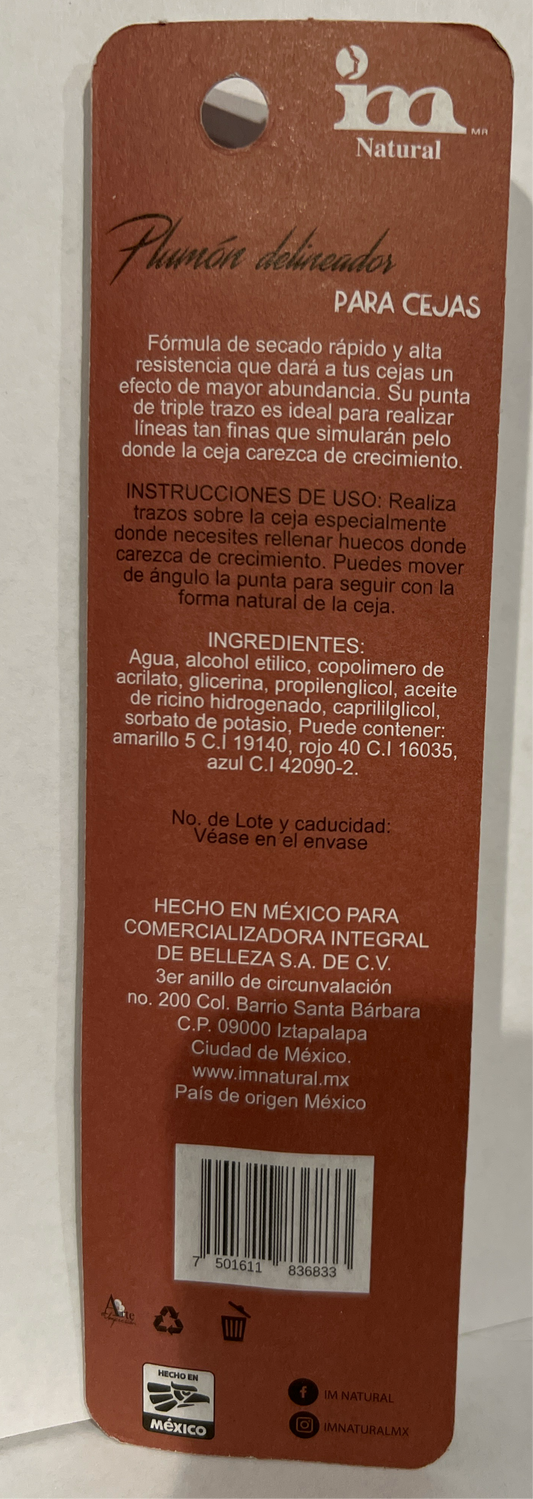 im MR
Natural
Plumón delineador
PARA CEJAS
Fórmula de secado rápido y alta
resistencia que dará a tus cejas un
efecto de mayor abundancia. Su punta
de triple trazo es ideal para realizar
líneas tan finas que simularán pelo
donde la ceja carezca de crecimiento.
INSTRUCCIONES DE USO: Realiza
trazos sobre la ceja especialmente
donde necesites rellenar huecos donde
carezca de crecimiento. Puedes mover
de ángulo la punta para seguir con la
forma natural de la ceja.
INGREDIENTES:
Agua, alcohol etilico, copolimero de
acrilato, glicerina, propilenglicol, aceite
de ricino hidrogenado, caprililglicol,
sorbato de potasio, Puede contener:
amarillo 5 C.I 19140, rojo 40 C.I 16035,
azul C.I 42090-2.
No. de Lote y caducidad:
Véase en el envase
HECHO EN MÉXICO PARA
COMERCIALIZADORA INTEGRAL
DE BELLEZA S.A. DE C.V.
3er anillo de circunvalación
no. 200 Col. Barrio Santa Bárbara
C.P. 09000 Iztapalapa
Ciudad de México.
www.imnatural.mx
País de origen México
7 501611 836833
HECHO EN
MÉXICO
IM NATURAL
IMNATURALMX